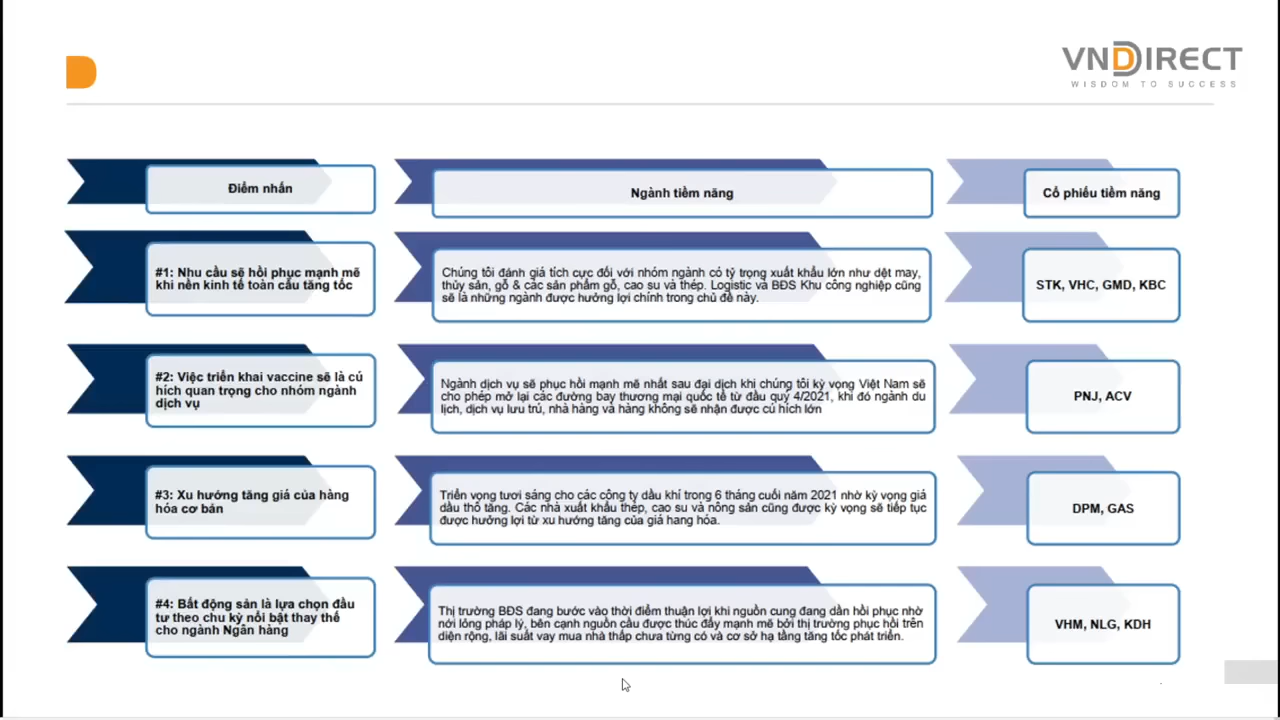 VNDIRECT
WISDOM TO SUCCESS
Điểm nhấn
Ngành tiềm năng
Cổ phiếu tiềm năng
#1: Nhu cầu sẽ hồi phục mạnh mẽ
khi nền kinh tế toàn cầu tăng tốc
Chúng tôi đánh giá tích cực đối với nhóm ngành có tỷ trọng xuất khẩu lớn như dệt may,
thủy sản, gỗ & các sản phẩm gỗ, cao su và thép. Logistic và BĐS Khu công nghiệp cũng
sẽ là những ngành được hưởng lợi chính trong chủ đề này.
STK, VHC, GMD, KBC
#2: Việc triển khai vaccine sẽ là cú
hích quan trọng cho nhóm ngành
dịch vụ
Ngành dịch vụ sẽ phục hồi mạnh mẽ nhất sau đại dịch khi chúng tôi kỳ vọng Việt Nam sẽ
cho phép mở lại các đường bay thương mại quốc tế từ đầu quý 4/2021, khi đó ngành du
lịch, dịch vụ lưu trú, nhà hàng và hàng không sẽ nhận được cú hích lớn
PNJ, ACV
#3: Xu hướng tăng giá của hàng
hóa cơ bản
Triển vọng tươi sáng cho các công ty dầu khí trong 6 tháng cuối năm 2021 nhờ kỳ vọng giá
dầu thô tăng. Các nhà xuất khẩu thép, cao su và nông sản cũng được kỳ vọng sẽ tiếp tục
được hưởng lợi từ xu hướng tăng của giá hang hóa.
DPM, GAS
#4: Bất động sản là lựa chọn đầu
tư theo chu kỳ nổi bật thay thế
cho ngành Ngân hàng
Thị trường BĐS đang bước vào thời điểm thuận lợi khi nguồn cung đang dần hồi phục nhờ
nới lỏng pháp lý, bên cạnh nguồn cầu được thúc đẩy mạnh mẽ bởi thị trường phục hồi trên
diện rộng, lãi suất vay mua nhà thấp chưa từng có và cơ sở hạ tầng tăng tốc phát triển.
VHM, NLG, KDH